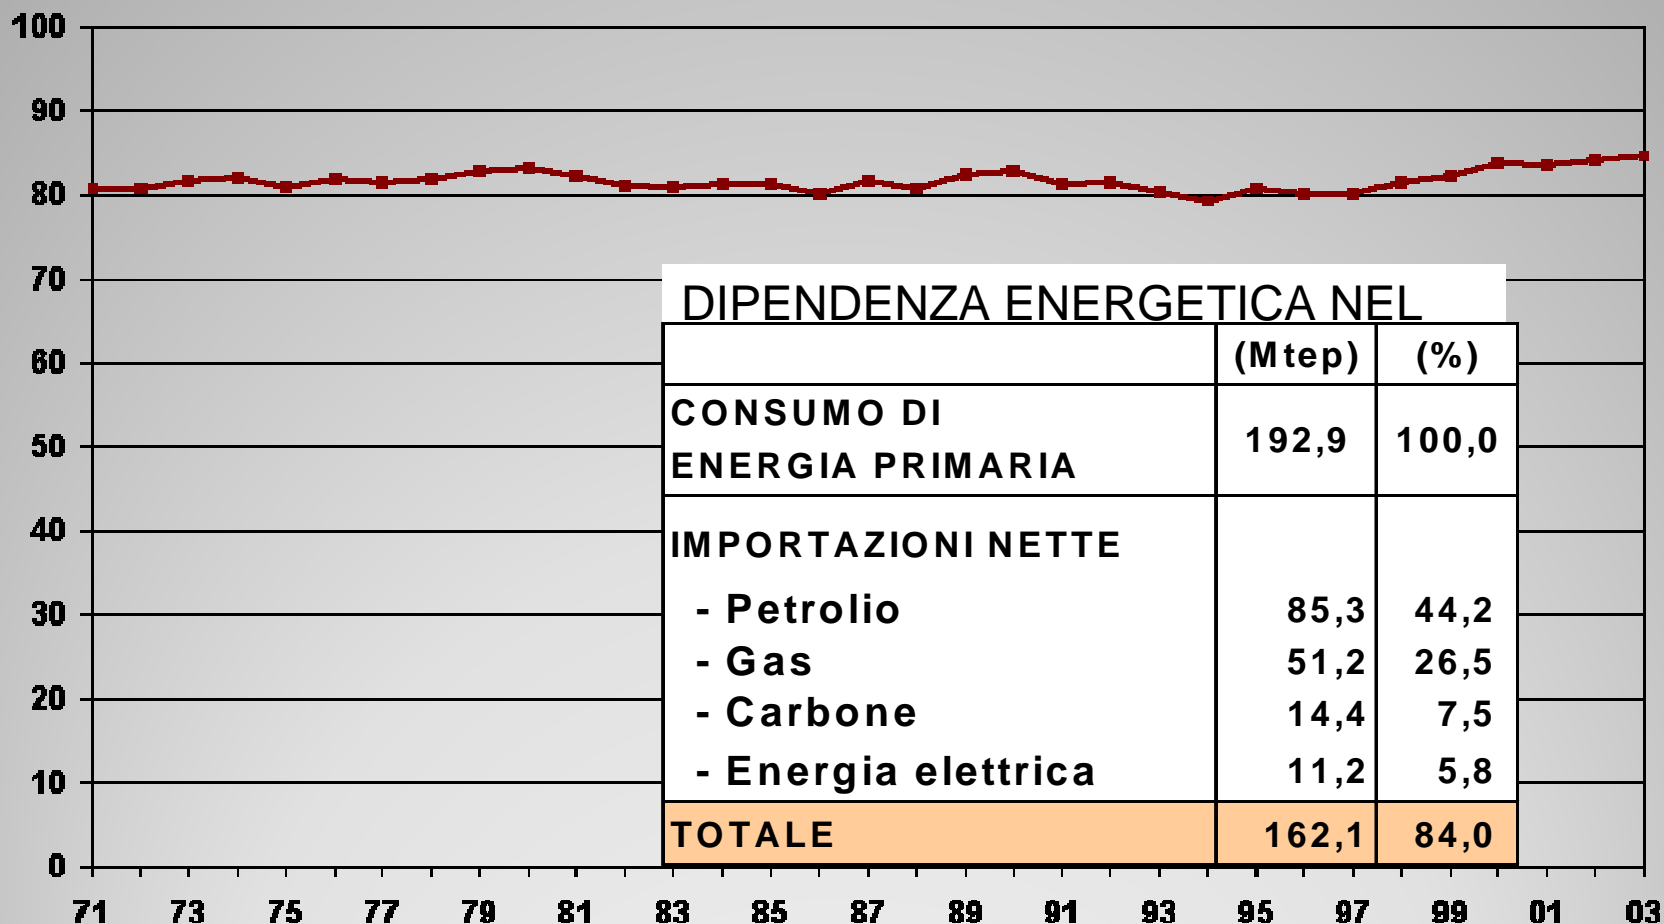 100
90
80
70
60
50
40
30
20
10
0
71 73 75 77 79 81 83 85 87 89 91 93 95 97 99 01 03
DIPENDENZA ENERGETICA NEL
(Mtep) (%)
CONSUMO DI
ENERGIA PRIMARIA 192,9 100,0
IMPORTAZIONI NETTE
- Petrolio 85,3 44,2
- Gas 51,2 26,5
- Carbone 14,4 7,5
- Energia elettrica 11,2 5,8
TOTALE 162,1 84,0